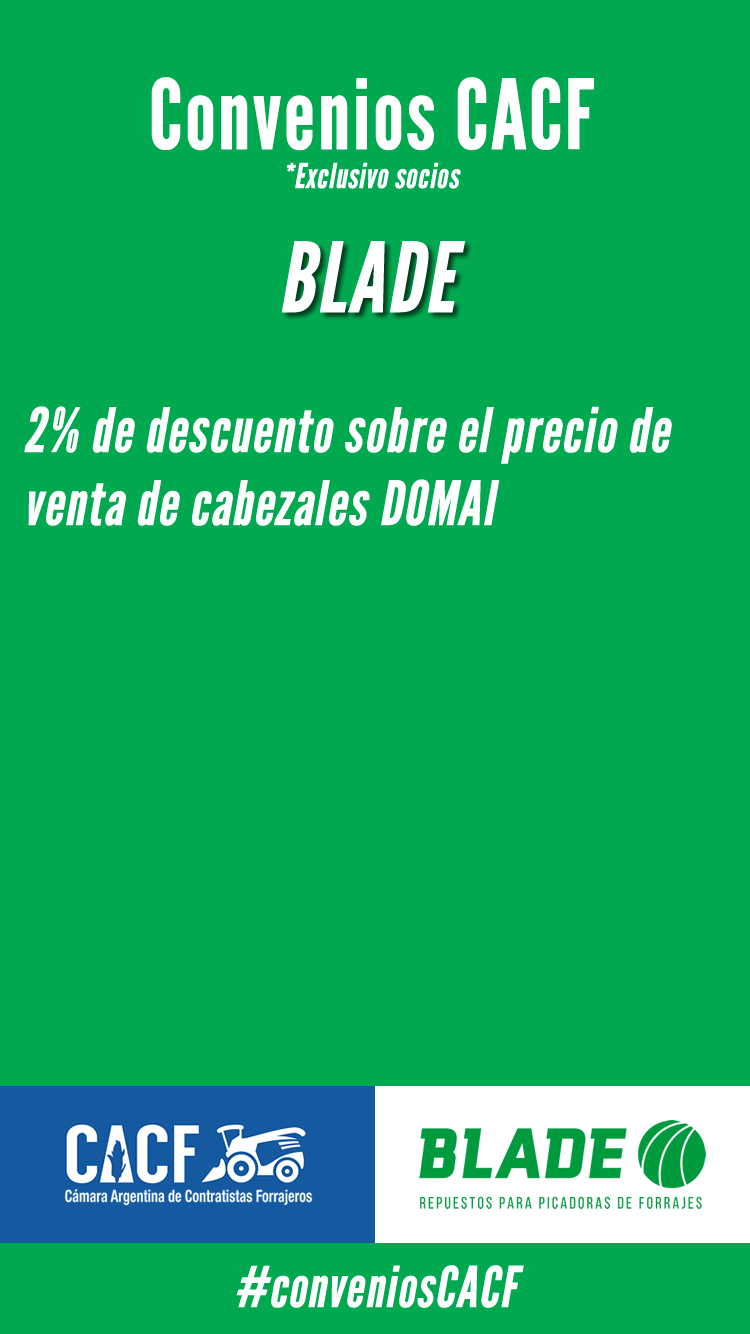 Convenios CACF
*Exclusivo socios
BLADE
2% de descuento sobre el precio de
venta de cabezales DOMAI
CACF
Cámara Argentina de Contratistas Forrajeros
BLADE
REPUESTOS PARA PICADORAS DE FORRAJES
#conveniosCACF